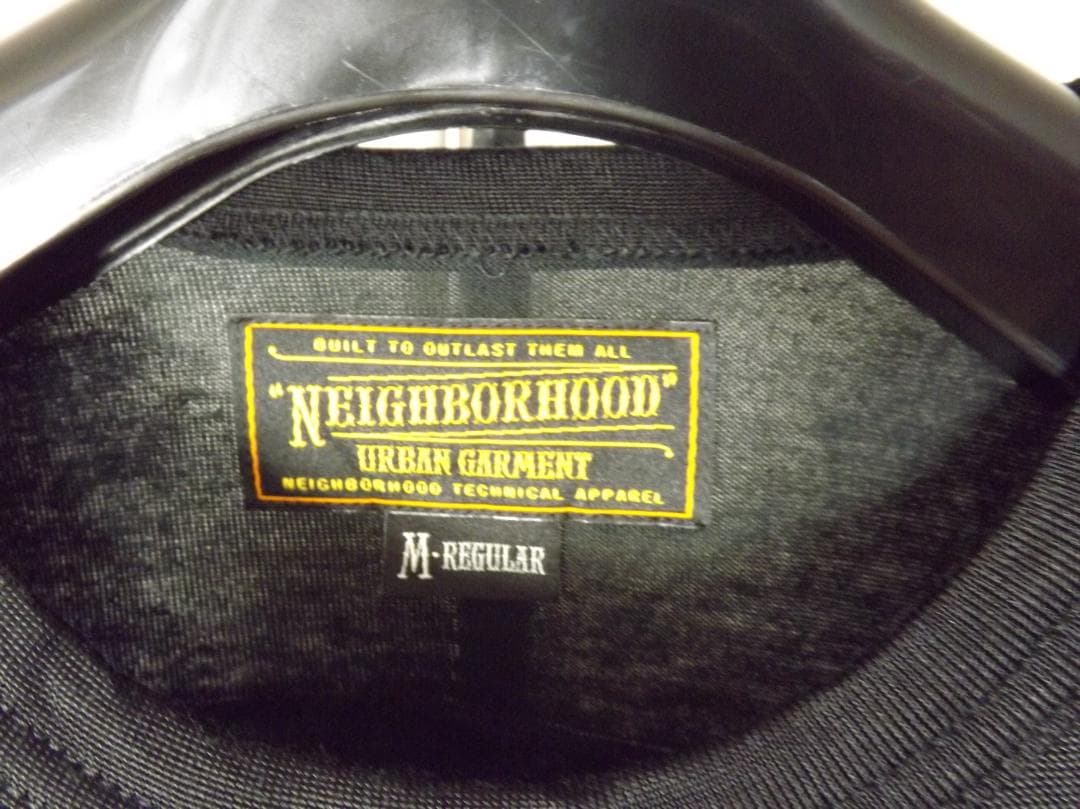 BUILT TO OUTLAST THEM ALL
"NEIGHBORHOOD"
URBAN GARMENT
NEIGHBORHOOD TECHNICAL APPAREL
M-REGULAR